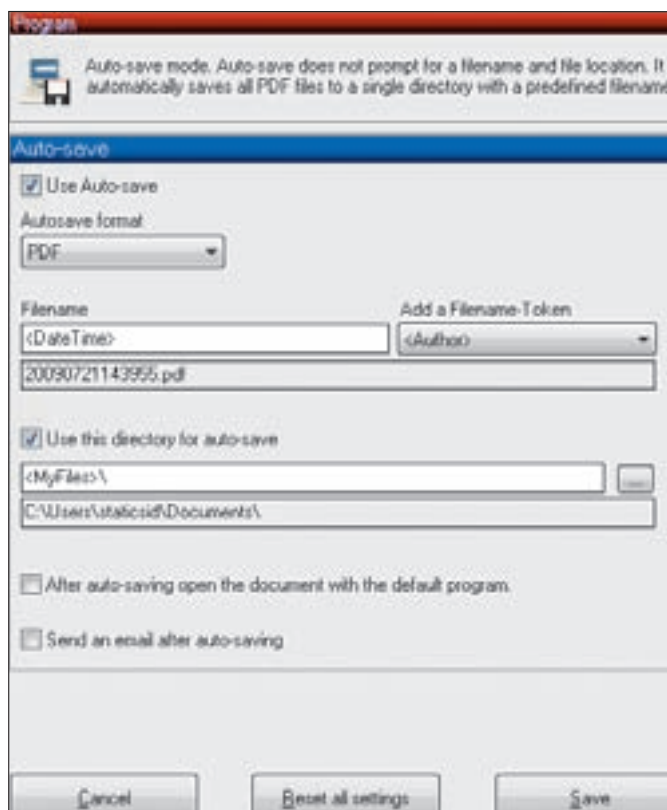 Program
Auto-save mode. Auto-save does not prompt for a filename and file location. It
automatically saves all PDF files to a single directory with a predefined filename
Auto-save
Use Auto-save
Autosave format
PDF
Filename
Add a Filename-Token
<DateTime>
<Author>
20090721143955.pdf
Use this directory for auto-save
<MyFiles>\
...
C:\Users\staticsid\Documents\
After auto-saving open the document with the default program.
Send an email after auto-saving
Cancel
Reset all settings
Save